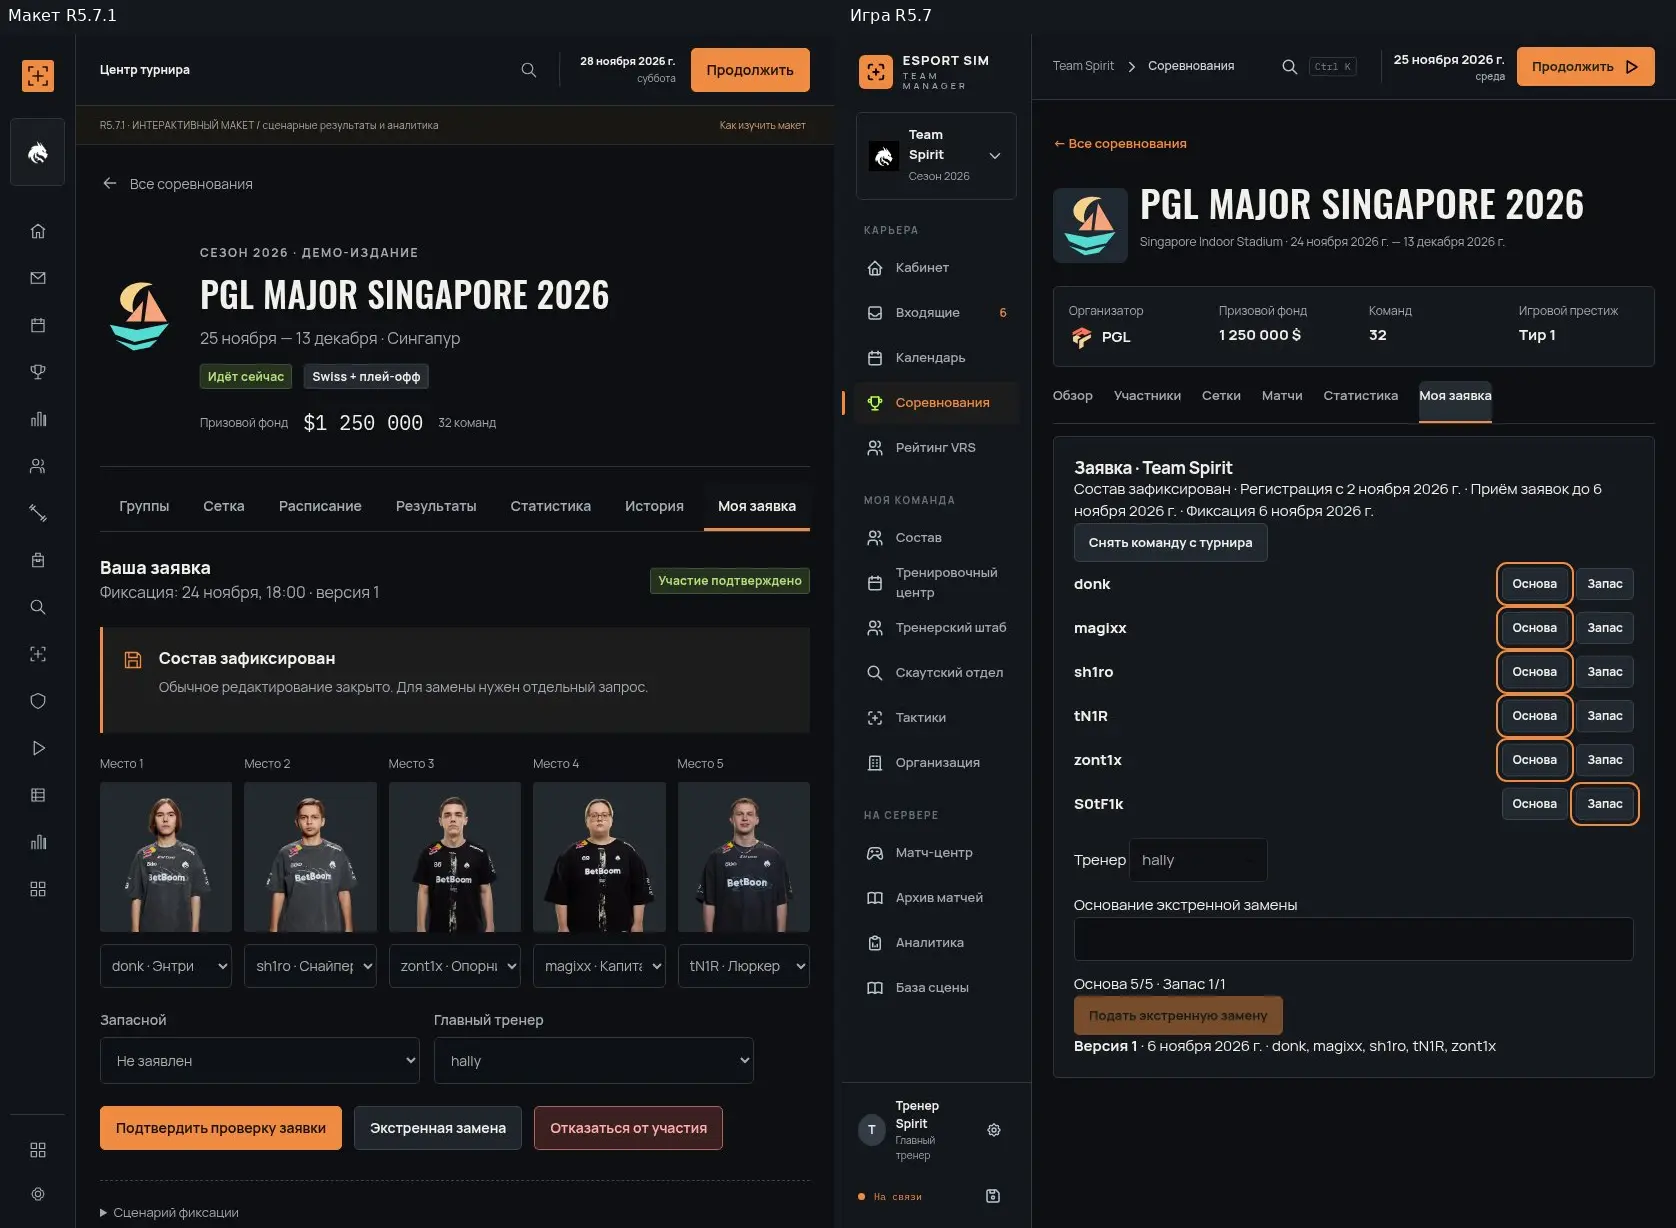 Макет R5.7.1
Центр турнира
28 ноября 2026 г.
суббота
Продолжить
R5.7.1 · ИНТЕРАКТИВНЫЙ МАКЕТ / сценарные результаты и аналитика
Как изучить макет
← Все соревнования
СЕЗОН 2026 · ДЕМО-ИЗДАНИЕ
PGL MAJOR SINGAPORE 2026
25 ноября — 13 декабря · Сингапур
Идёт сейчас
Swiss + плей-офф
Призовой фонд $1 250 000 32 команд
Группы Сетка Расписание Результаты Статистика История Моя заявка
Ваша заявка
Фиксация: 24 ноября, 18:00 · версия 1
Участие подтверждено
Состав зафиксирован
Обычное редактирование закрыто. Для замены нужен отдельный запрос.
Место 1 Место 2 Место 3 Место 4 Место 5
BetBoom BetBoom BetBoom BetBoom BetBoom
donk · Энтри
sh1ro · Снайпер
zont1x · Опорн
magixx · Капита
tN1R · Люркер
Запасной
Главный тренер
Не заявлен
hally
Подтвердить проверку заявки
Экстренная замена
Отказаться от участия
▶ Сценарий фиксации
Игра R5.7
ESPORT SIM
TEAM
MANAGER
Team
Spirit
Сезон 2026
КАРЬЕРА
Кабинет
Входящие 6
Календарь
Соревнования
Рейтинг VRS
МОЯ КОМАНДА
Состав
Тренировочный
центр
Тренерский штаб
Скаутский отдел
Тактики
Организация
НА СЕРВЕРЕ
Матч-центр
Архив матчей
Аналитика
База сцены
T
Тренер
Spirit
Главный
тренер
На связи
Team Spirit > Соревнования
Ctrl K
25 ноября 2026 г.
среда
Продолжить
← Все соревнования
PGL MAJOR SINGAPORE 2026
Singapore Indoor Stadium · 24 ноября 2026 г. — 13 декабря 2026 г.
Организатор Призовой фонд Команд Игровой престиж
PGL 1 250 000 $ 32 Тир 1
Обзор Участники Сетки Матчи Статистика Моя заявка
Заявка · Team Spirit
Состав зафиксирован · Регистрация с 2 ноября 2026 г. · Приём заявок до 6
ноября 2026 г. · Фиксация 6 ноября 2026 г.
Снять команду с турнира
donk Основа Запас
magixx Основа Запас
sh1ro Основа Запас
tN1R Основа Запас
zont1x Основа Запас
S0tF1k Основа Запас
Тренер hally
Основание экстренной замены
Основа 5/5 · Запас 1/1
Подать экстренную замену
Версия 1 · 6 ноября 2026 г. · donk, magixx, sh1ro, tN1R, zont1x